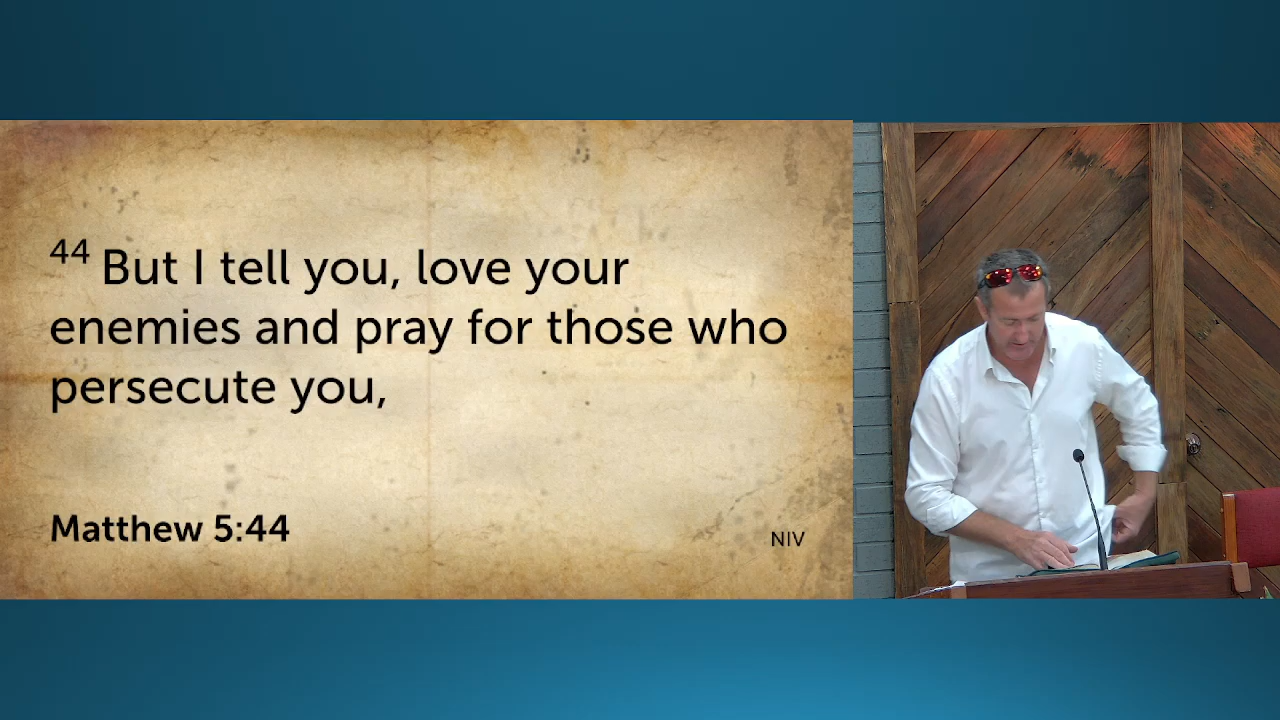 44 But I tell you, love your
enemies and pray for those who
persecute you,
Matthew 5:44
NIV